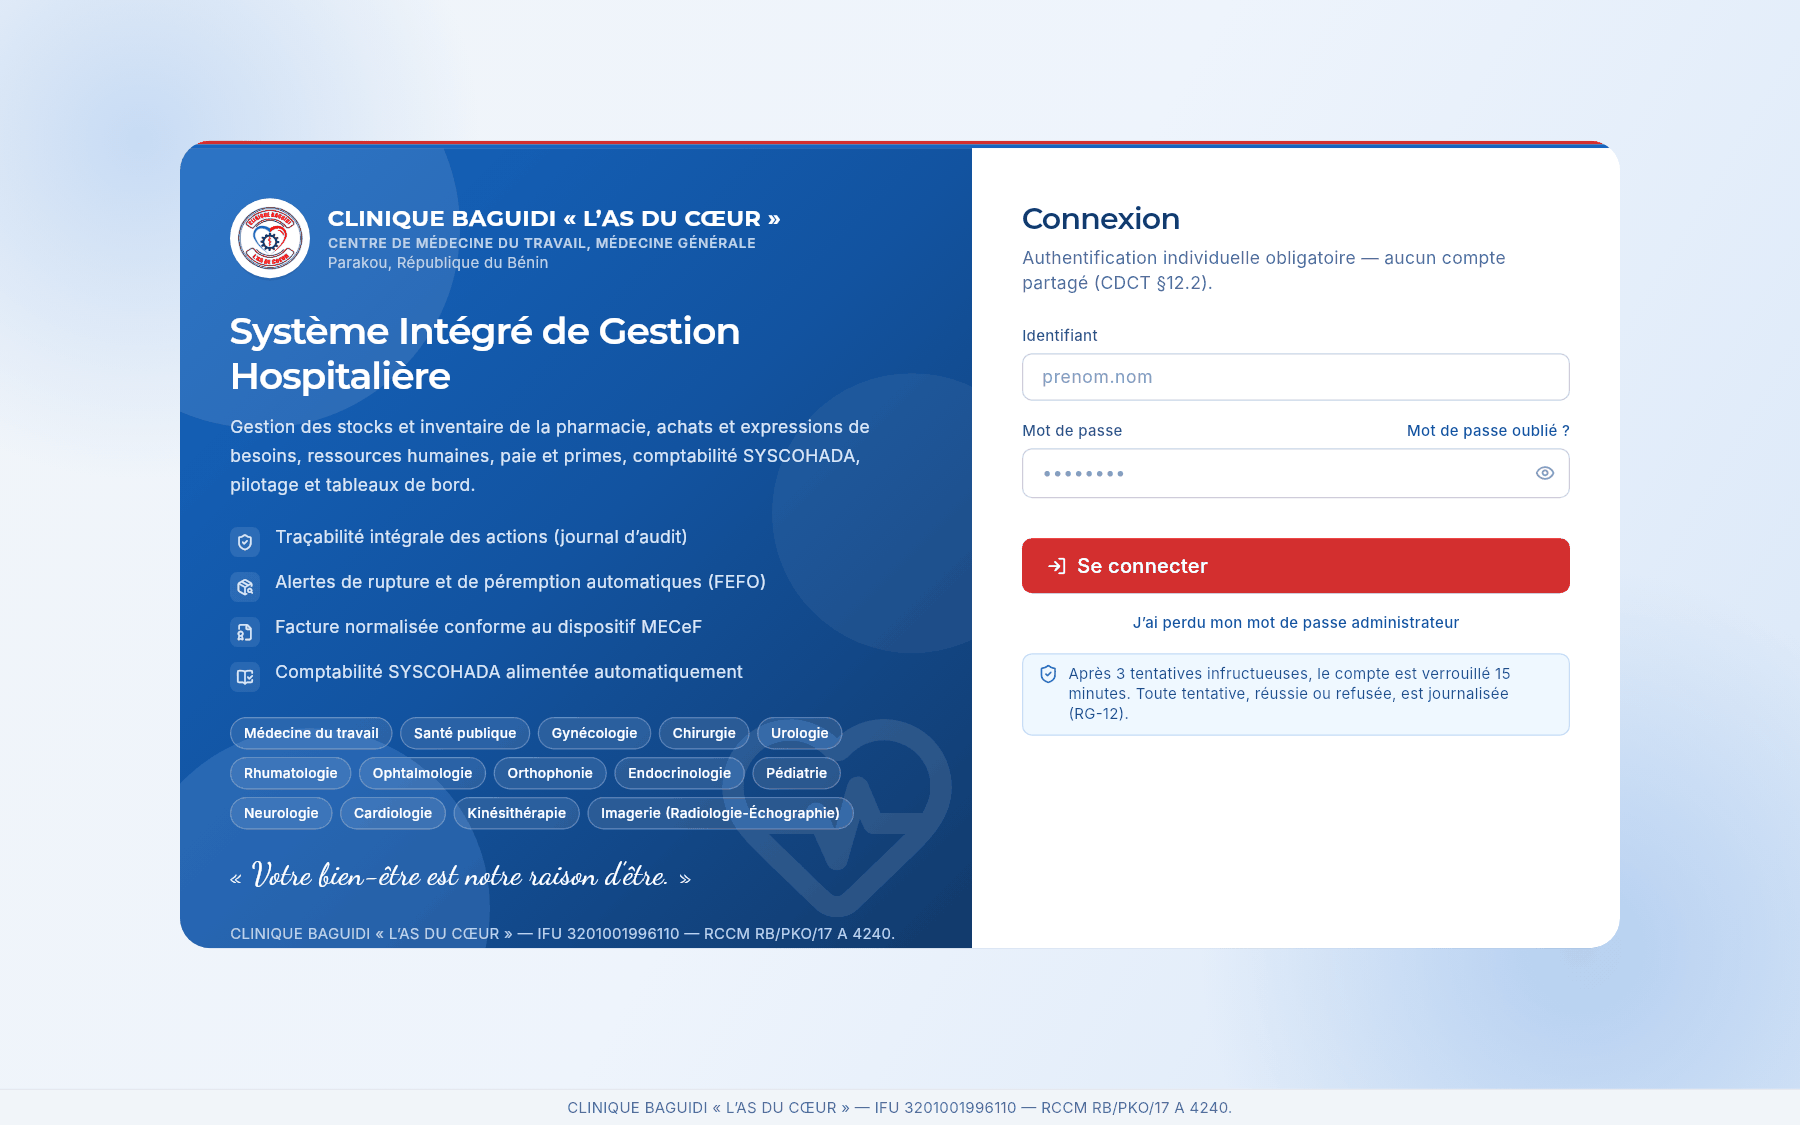 CLINIQUE BAGUIDI « L’AS DU CŒUR »
CENTRE DE MÉDECINE DU TRAVAIL, MÉDECINE GÉNÉRALE
Parakou, République du Bénin
Système Intégré de Gestion
Hospitalière
Gestion des stocks et inventaire de la pharmacie, achats et expressions de
besoins, ressources humaines, paie et primes, comptabilité SYSCOHADA,
pilotage et tableaux de bord.
Traçabilité intégrale des actions (journal d’audit)
Alertes de rupture et de péremption automatiques (FEFO)
Facture normalisée conforme au dispositif MECeF
Comptabilité SYSCOHADA alimentée automatiquement
Médecine du travail Santé publique Gynécologie Chirurgie Urologie
Rhumatologie Ophtalmologie Orthophonie Endocrinologie Pédiatrie
Neurologie Cardiologie Kinésithérapie Imagerie (Radiologie-Échographie)
« Votre bien-être est notre raison d’être. »
CLINIQUE BAGUIDI « L’AS DU CŒUR » — IFU 3201001996110 — RCCM RB/PKO/17 A 4240.
Connexion
Authentification individuelle obligatoire — aucun compte
partagé (CDCT §12.2).
Identifiant
prenom.nom
Mot de passe Mot de passe oublié ?
••••••••
Se connecter
J’ai perdu mon mot de passe administrateur
Après 3 tentatives infructueuses, le compte est verrouillé 15
minutes. Toute tentative, réussie ou refusée, est journalisée
(RG-12).
CLINIQUE BAGUIDI « L’AS DU CŒUR » — IFU 3201001996110 — RCCM RB/PKO/17 A 4240.